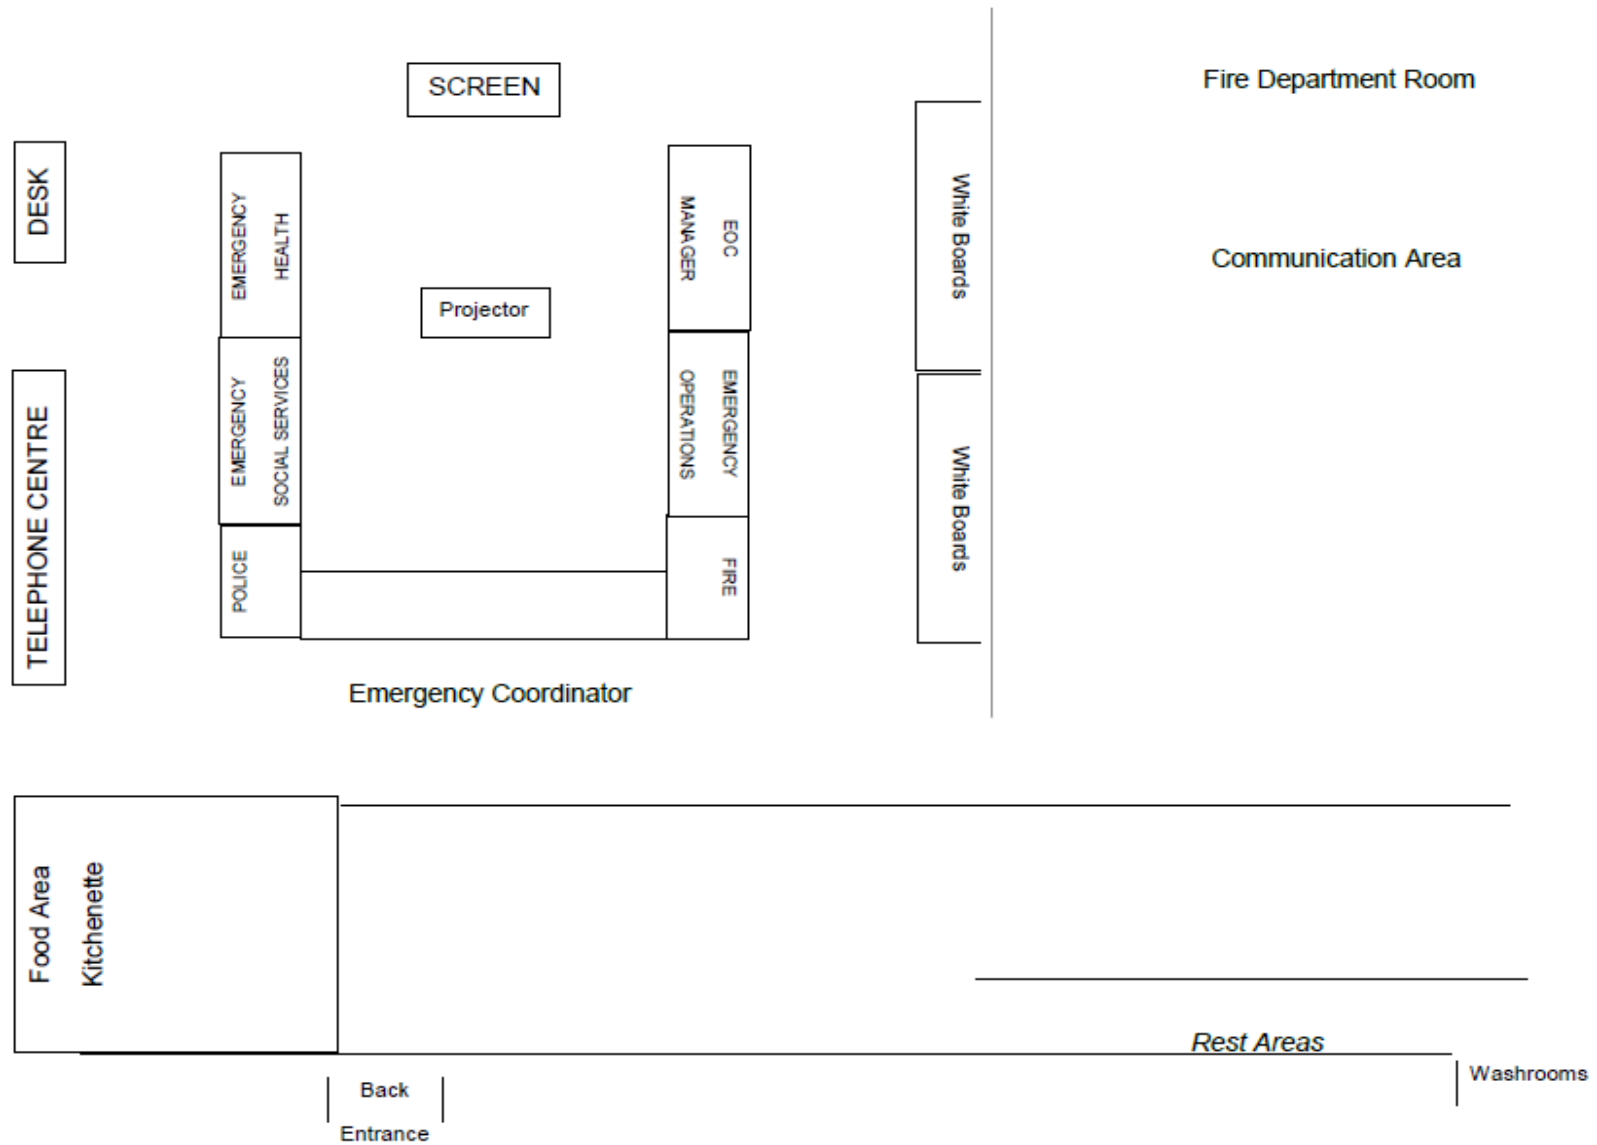 Fire Department Room
SCREEN
DESK
EMERGENCY
HEALTH
EOC
MANAGER
White Boards
Communication Area
Projector
TELEPHONE CENTRE
EMERGENCY
SOCIAL SERVICES
EMERGENCY
OPERATIONS
White Boards
POLICE
FIRE
Emergency Coordinator
Food Area
Kitchenette
Rest Areas
Washrooms
Back
Entrance